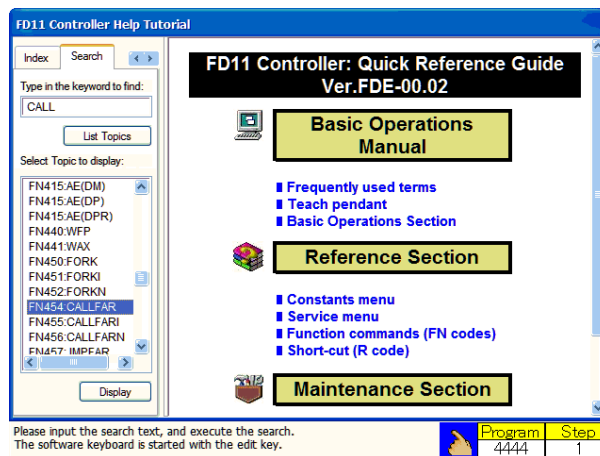 FD11 Controller Help Tutorial
Index
Search
Type in the keyword to find:
CALL
List Topics
Select Topic to display:
FN415:AE(DM)
FN415:AE(DP)
FN415:AE(DPR)
FN440:WFP
FN441:WAX
FN450:FORK
FN451:FORKI
FN452:FORKN
FN454:CALLFAR
FN455:CALLFARI
FN456:CALLFARN
FN457: IMPFAR
Display
FD11 Controller: Quick Reference Guide
Ver.FDE-00.02
Basic Operations
Manual
Frequently used terms
Teach pendant
Basic Operations Section
Reference Section
Constants menu
Service menu
Function commands (FN codes)
Short-cut (R code)
Maintenance Section
Please input the search text, and execute the search.
The software keyboard is started with the edit key.
Program Step
4444 1